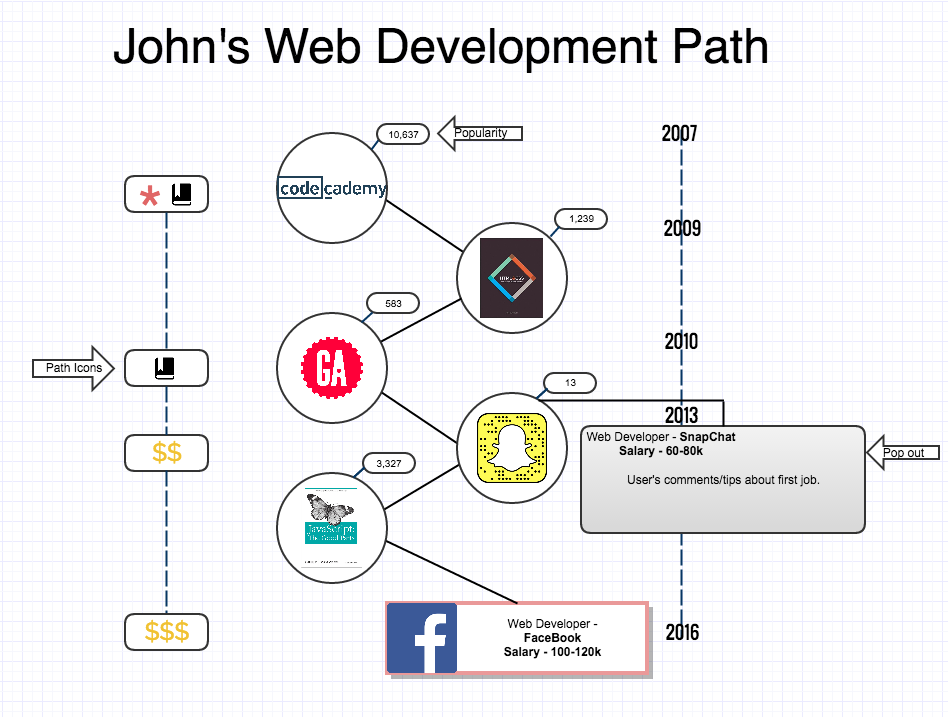 John's Web Development Path
10,637
Popularity
2007
codecademy
1,239
2009
583
2010
GA
Path Icons
13
2013
Web Developer - SnapChat
Salary - 60-80k
User's comments/tips about first job.
Pop out
$$
3,327
JavaScript:
The Good Parts
$$$
Web Developer -
FaceBook
Salary - 100-120k
2016